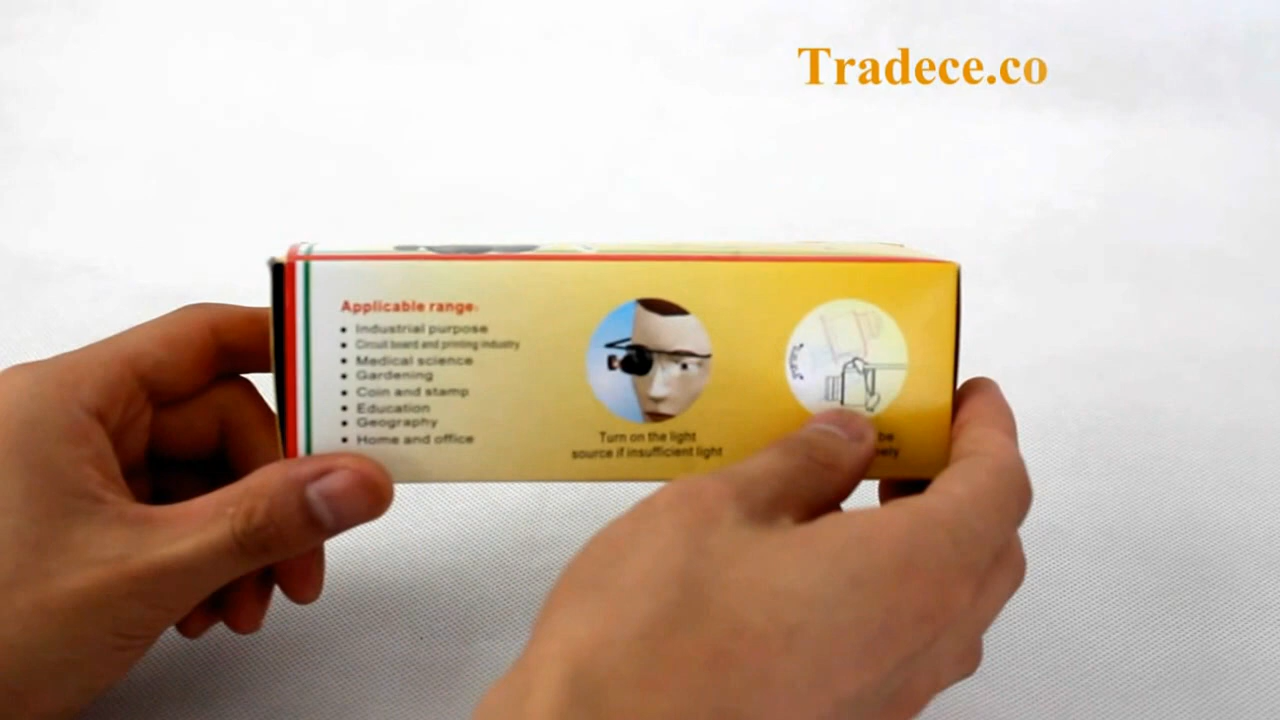 Tradece.co
Applicable range:
Industrial purpose
Circuit board and printing industry
Medical science
Gardening
Coin and stamp
Education
Geography
Home and office
Turn on the light
source if insufficient light
be